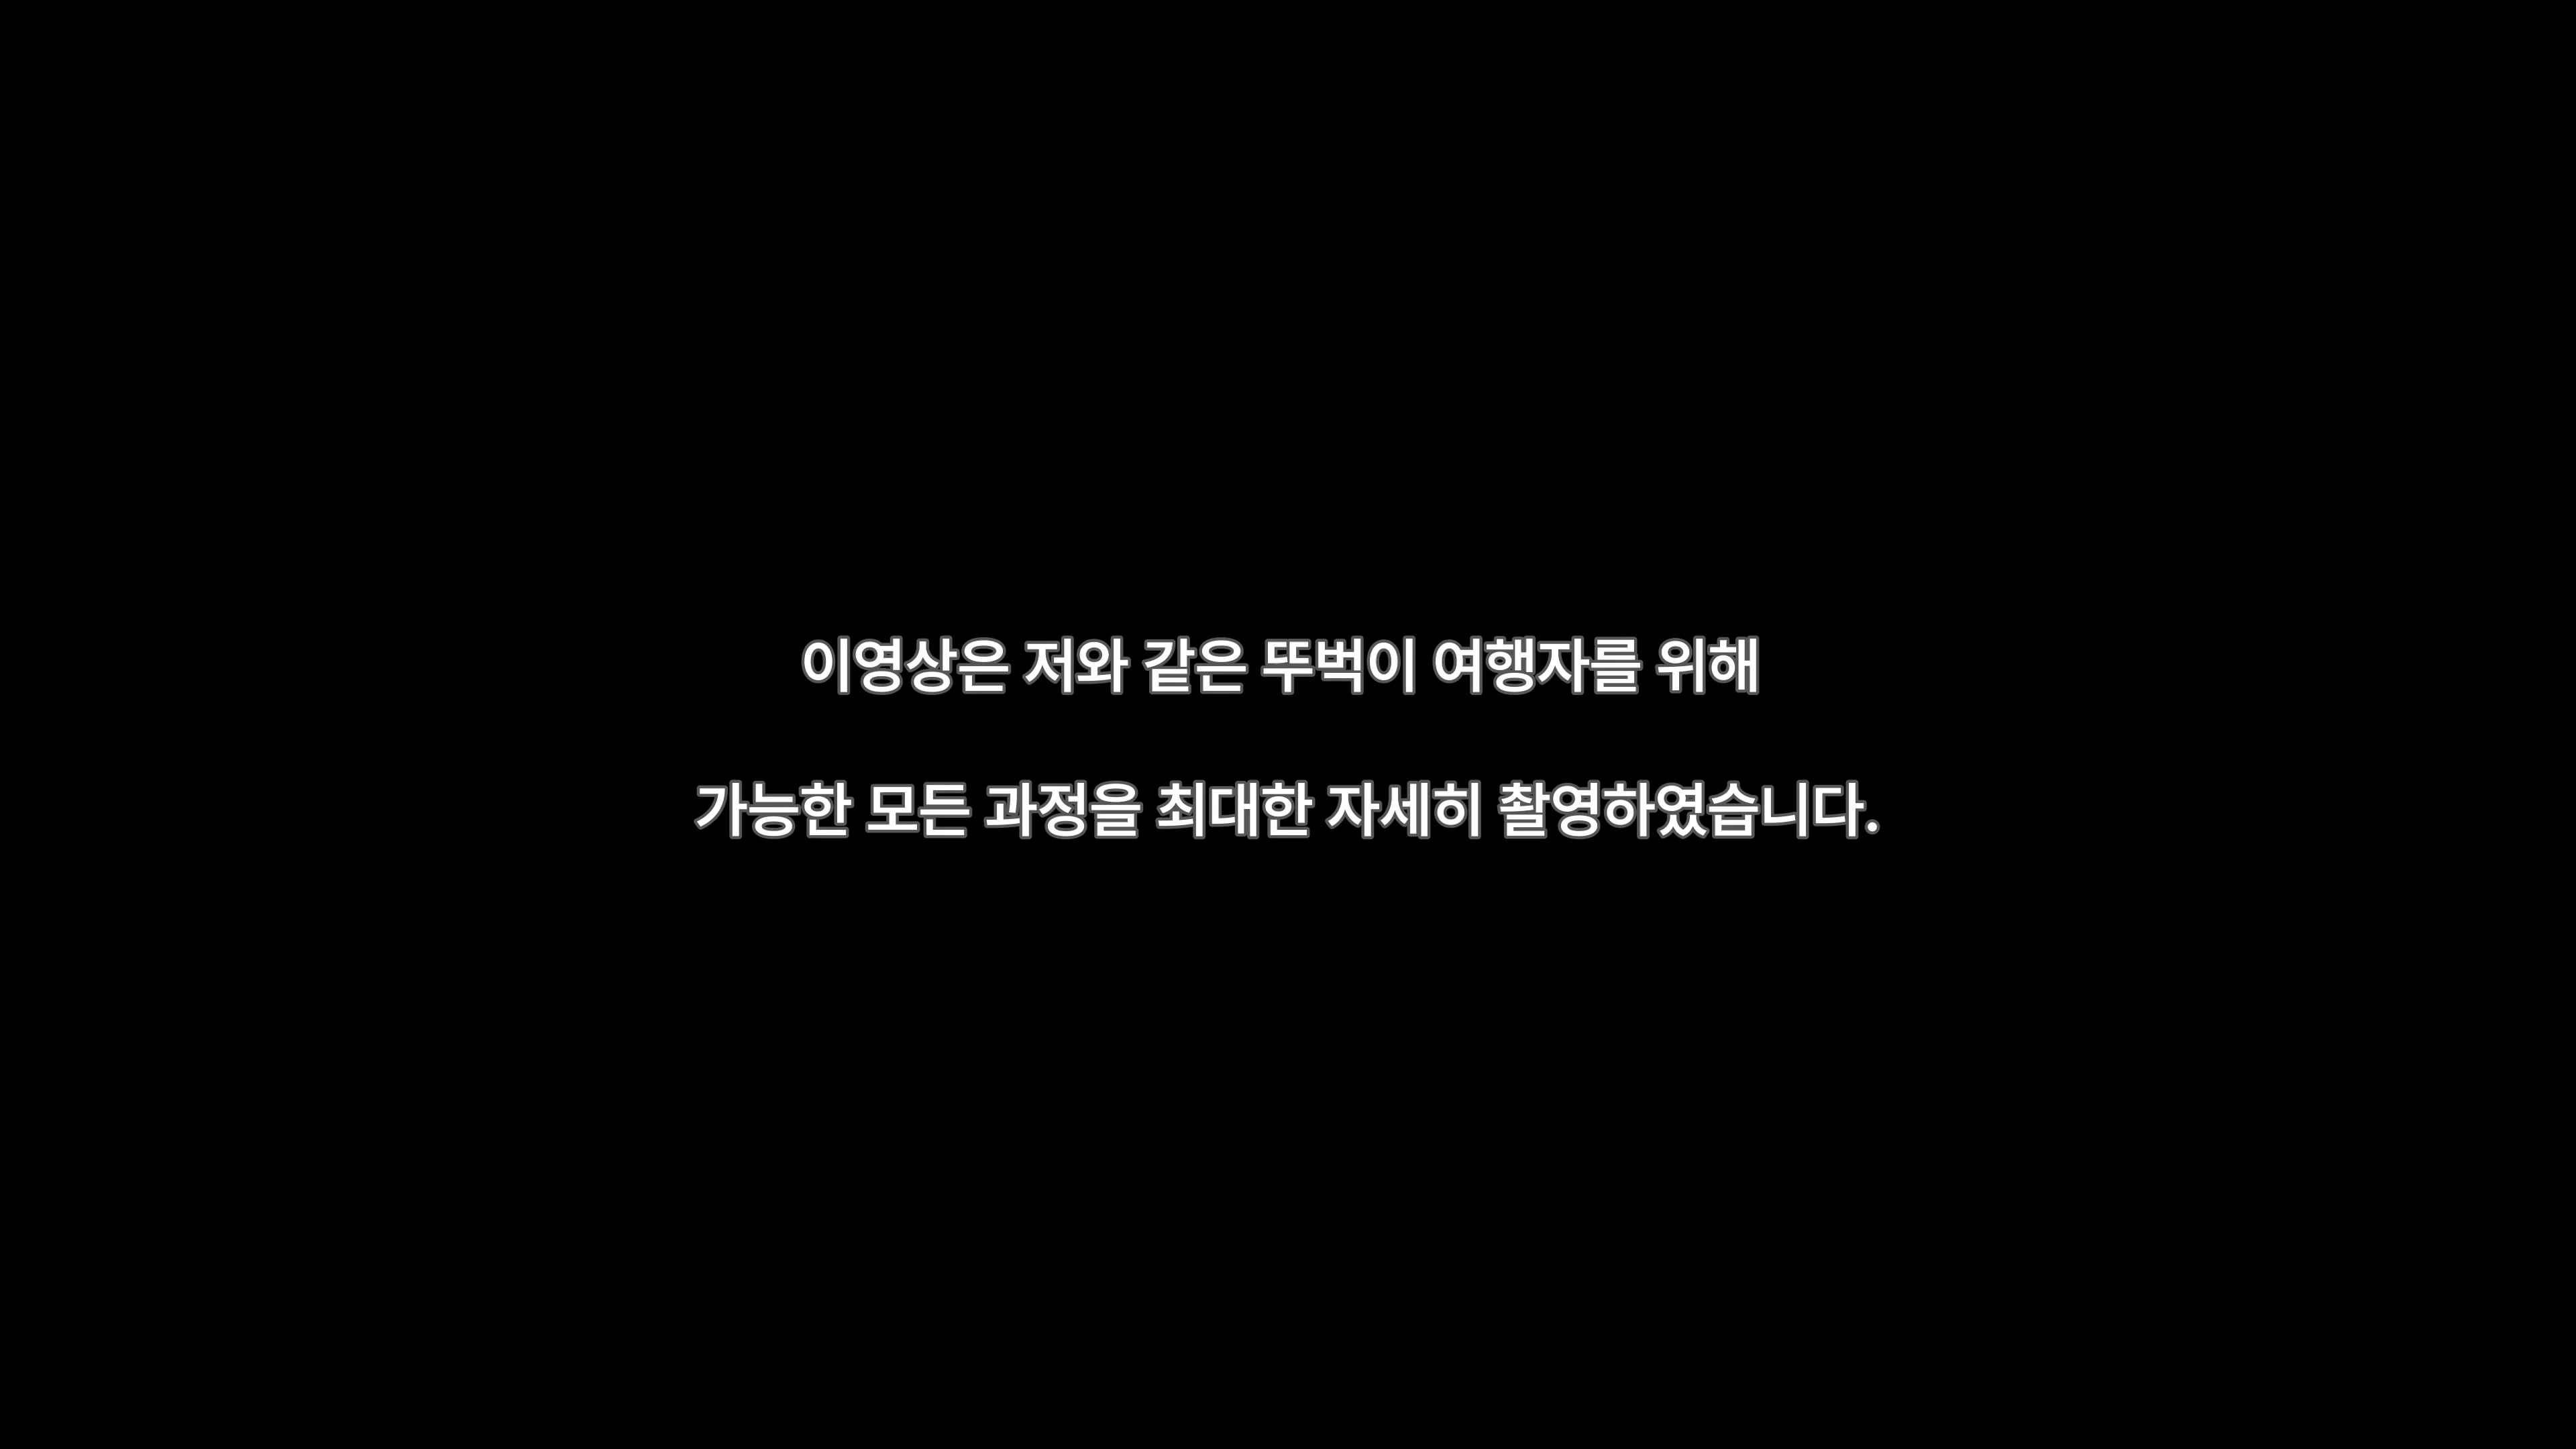 이영상은 저와 같은 뚜벅이 여행자를 위해
가능한 모든 과정을 최대한 자세히 촬영하였습니다.